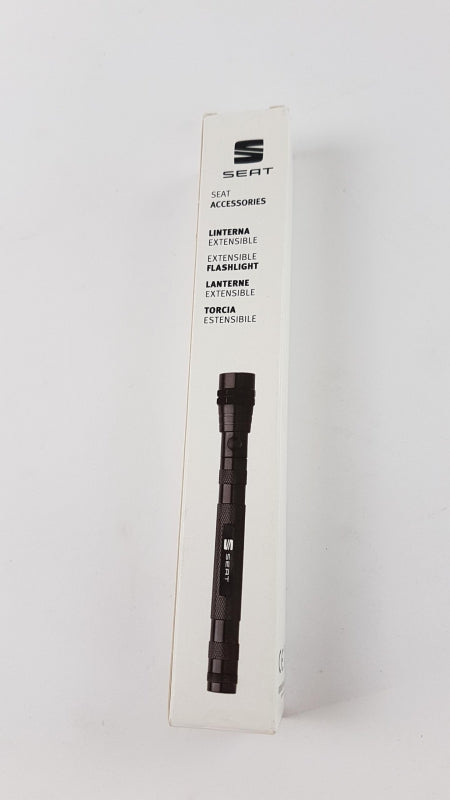 SEAT
SEAT
ACCESSORIES
LINTERNA
EXTENSIBLE
EXTENSIBLE
FLASHLIGHT
LANTERNE
EXTENSIBLE
TORCIA
ESTENSIBILE
SEAT